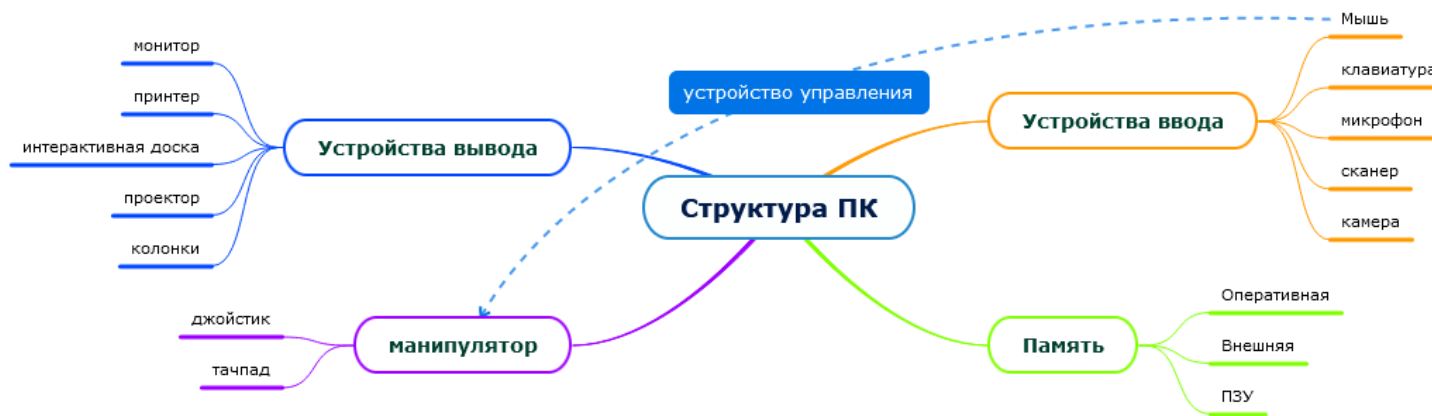 Структура ПК
Устройства вывода
монитор
принтер
интерактивная доска
проектор
колонки
манипулятор
джойстик
тачпад
устройство управления
Устройства ввода
Мышь
клавиатура
микрофон
сканер
камера
Память
Оперативная
Внешняя
ПЗУ